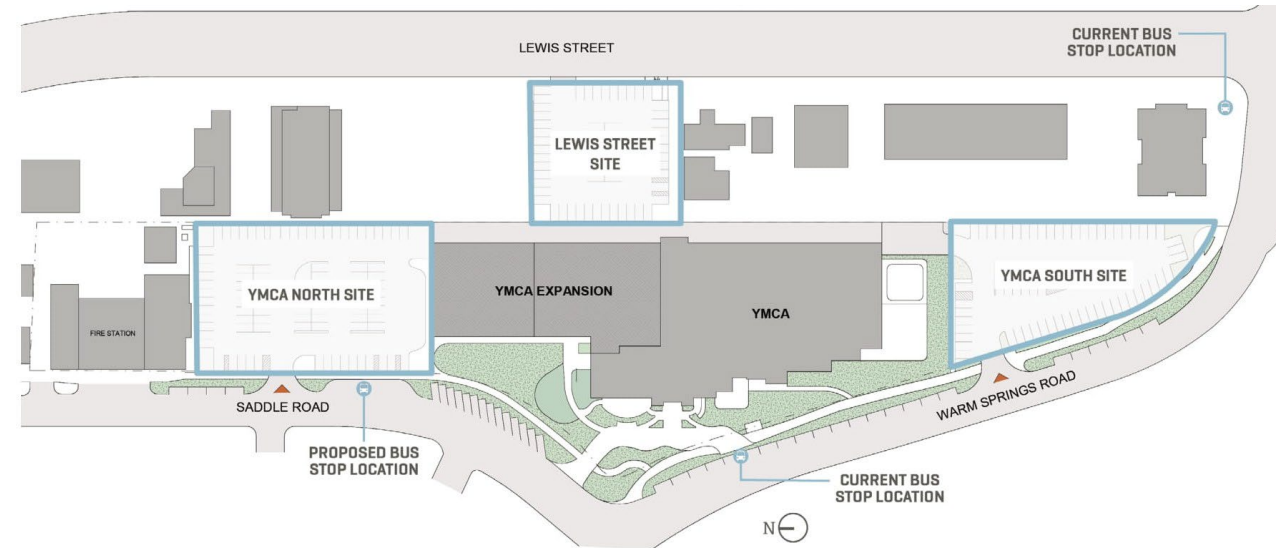 LEWIS STREET
CURRENT BUS
STOP LOCATION
LEWIS STREET
SITE
YMCA NORTH SITE
YMCA EXPANSION
YMCA
YMCA SOUTH SITE
FIRE STATION
SADDLE ROAD
WARM SPRINGS ROAD
PROPOSED BUS
STOP LOCATION
CURRENT BUS
STOP LOCATION
N